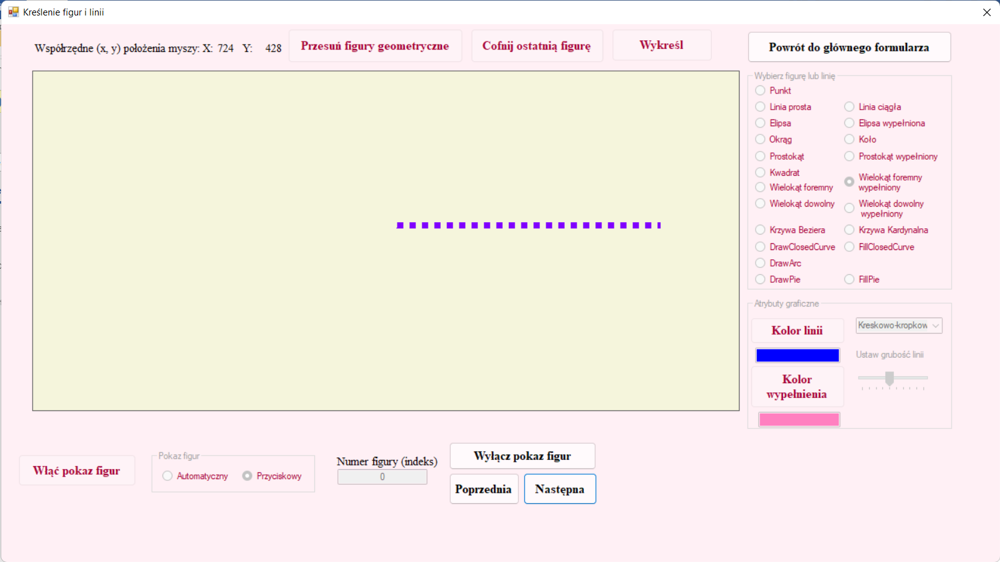 Kreślenie figur i linii
Współrzędne (x, y) położenia myszy: X: 724 Y: 428
Przesuń figury geometryczne
Cofnij ostatnią figurę
Wykreśl
Powrót do głównego formularza
Wybierz figurę lub linię
Punkt
Linia prosta
Linia ciągła
Elipsa
Elipsa wypełniona
Okrąg
Koło
Prostokąt
Prostokąt wypełniony
Kwadrat
Wielokąt foremny
Wielokąt foremny
wypełniony
Wielokąt dowolny
Wielokąt dowolny
wypełniony
Krzywa Beziera
Krzywa Kardynalna
DrawClosedCurve
FillClosedCurve
DrawArc
DrawPie
FillPie
Atrybuty graficzne
Kolor linii
Kreskowo-kropkow
Ustaw grubość linii
Kolor
wypełnienia
Włąć pokaz figur
Pokaz figur
Automatyczny
Przyciskowy
Numer figury (indeks)
0
Wyłącz pokaz figur
Poprzednia
Następna